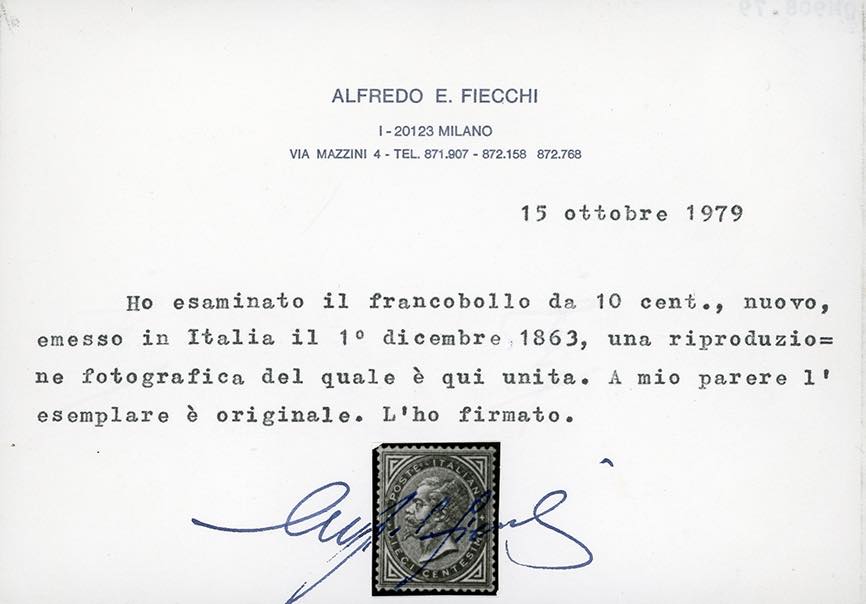 ALFREDO E. FIECCHI
I - 20123 MILANO
VIA MAZZINI 4 - TEL. 871.907 - 872.158 872.768
15 ottobre 1979
Ho esaminato il francobollo da 10 cent., nuovo,
emesso in Italia il 1º dicembre 1863, una riproduzio=
ne fotografica del quale è qui unita. A mio parere l'
esemplare è originale. L'ho firmato.
POSTE ITALIANE
DIECI CENTESIMI